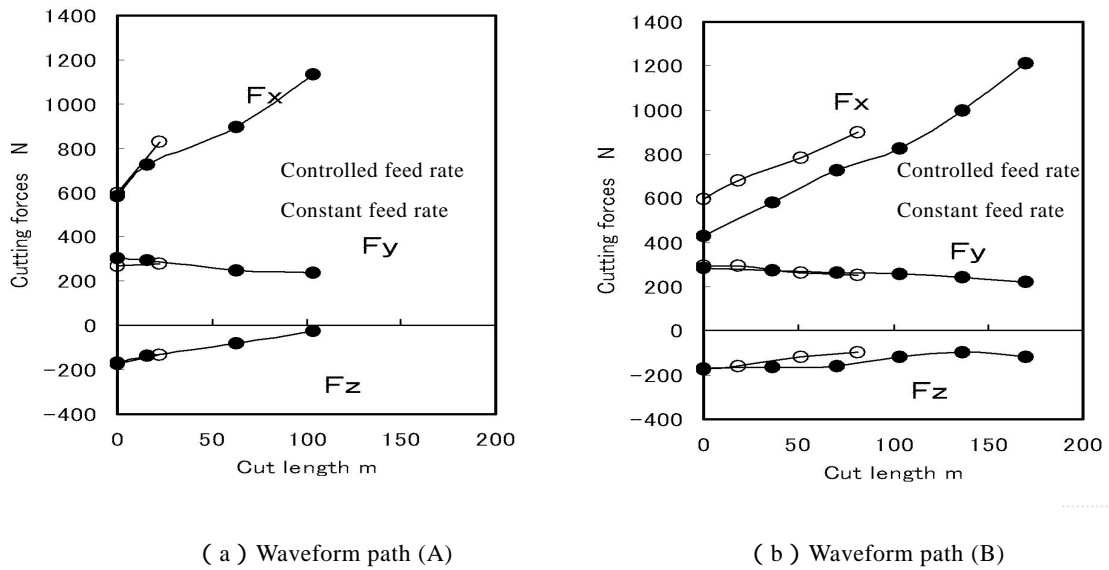 1400
1200
1000
800
600
400
200
0
−200
−400
Cutting forces N
Fx
Controlled feed rate
Constant feed rate
Fy
Fz
0 50 100 150 200
Cut length m
( a ) Waveform path (A)
1400
1200
1000
800
600
400
200
0
−200
−400
Cutting forces N
Fx
Controlled feed rate
Constant feed rate
Fy
Fz
0 50 100 150 200
Cut length m
( b ) Waveform path (B)